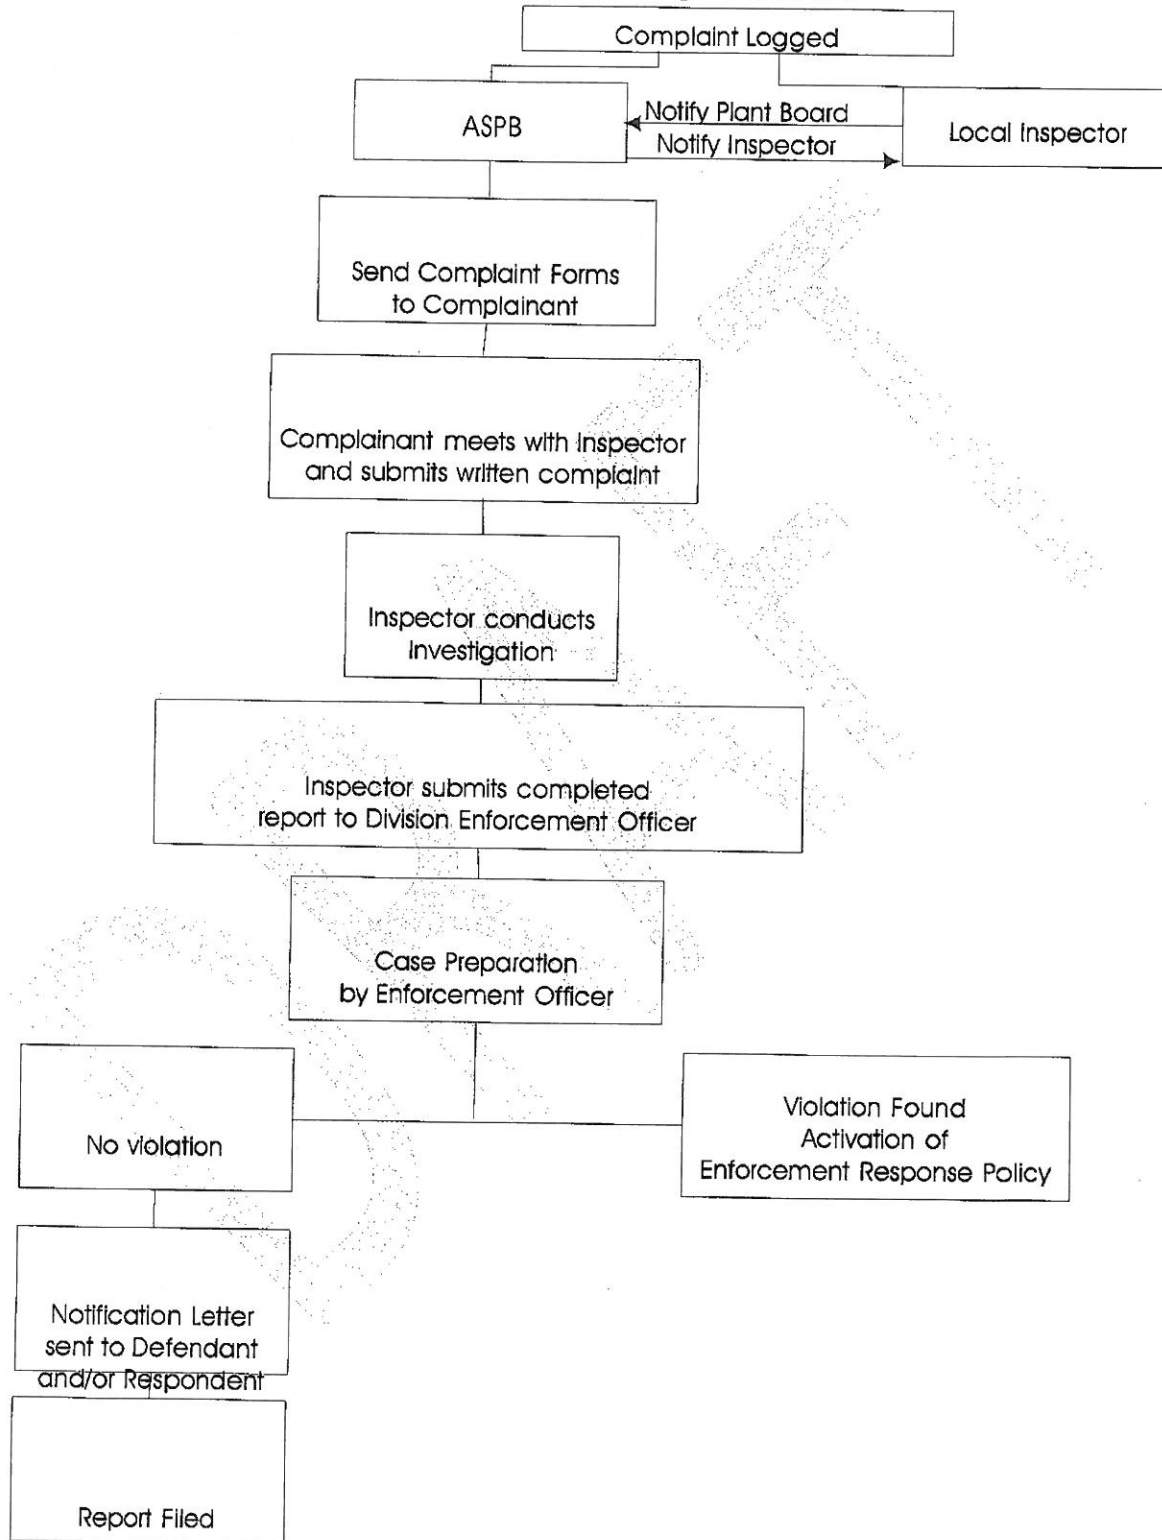 Complaint Logged
ASPB
Notify Plant Board
Notify Inspector
Local Inspector
Send Complaint Forms
to Complainant
Complainant meets with Inspector
and submits written complaint
Inspector conducts
Investigation
Inspector submits completed
report to Division Enforcement Officer
Case Preparation
by Enforcement Officer
No violation
Violation Found
Activation of
Enforcement Response Policy
Notification Letter
sent to Defendant
and/or Respondent
Report Filed
DRAFT